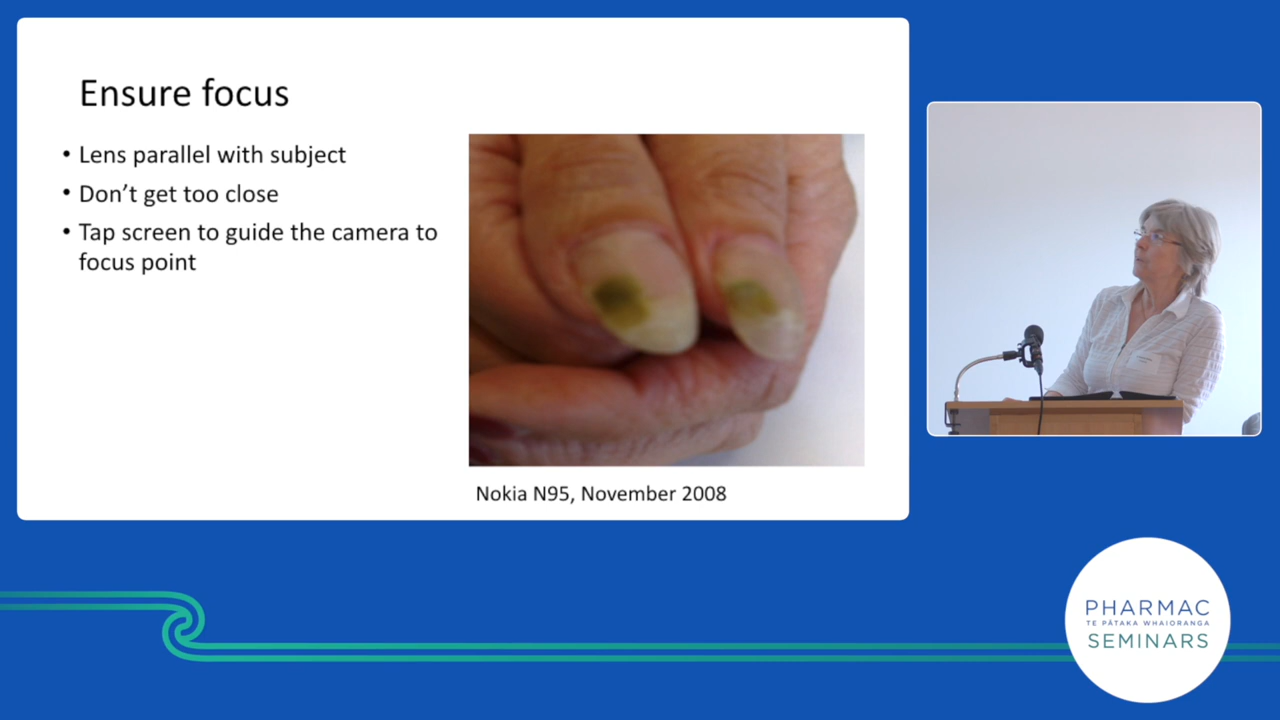 Ensure focus
• Lens parallel with subject
• Don’t get too close
• Tap screen to guide the camera to
focus point
Nokia N95, November 2008
PHARMAC
TE PĀTAKA WHAIORANGA
SEMINARS